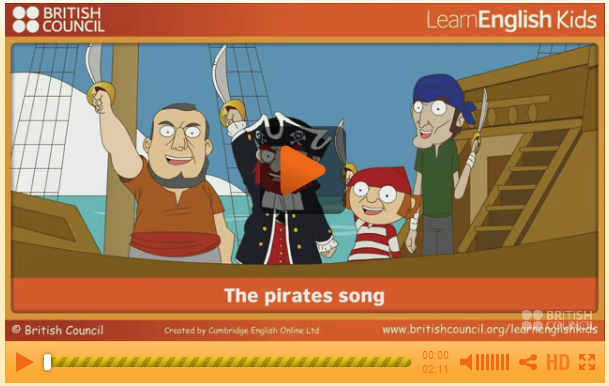 BRITISH
COUNCIL
LearnEnglish Kids
The pirates song
BRITISH
COUNCIL
© British Council
Created by Cambridge English Online Ltd.
www.britishcouncil.org/learnenglishkids
00:00
02:11
HD